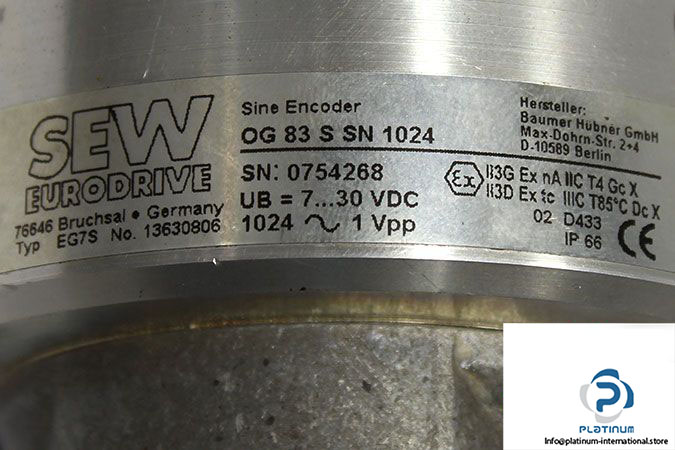 SEW
EURODRIVE
76646 Bruchsal • Germany
Typ EG7S No. 13630806
Sine Encoder
OG 83 S SN 1024
SN: 0754268
UB = 7...30 VDC
1024 ∿ 1 Vpp
Hersteller:
Baumer Hübner GmbH
Max-Dohrn-Str. 2+4
D-10589 Berlin
Ex II3G Ex nA IIC T4 Gc X
II3D Ex tc IIIC T85°C Dc X
02 D433
IP 66 CE
PLATINUM
Info@platinum-international.store